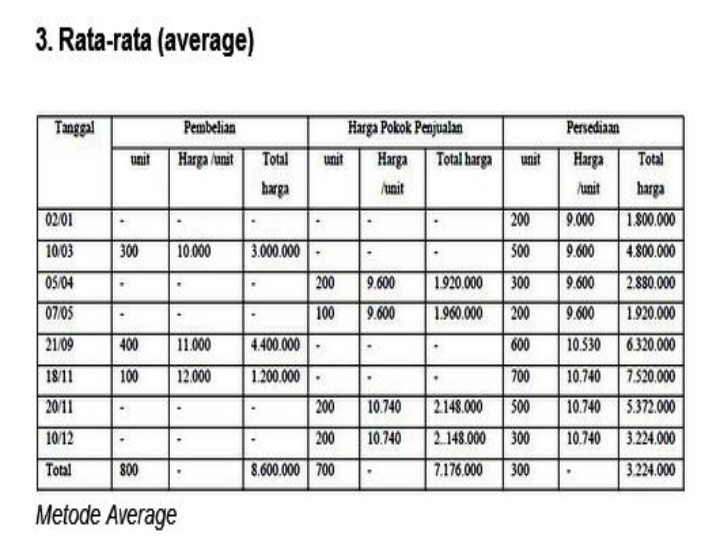 3. Rata-rata (average)
Tanggal Pembelian Harga Pokok Penjualan Persediaan
unit Harga /unit Total harga unit Harga /unit Total harga unit Harga /unit Total harga
02/01 - - - - - - 200 9.000 1.800.000
10/03 300 10.000 3.000.000 - - - 500 9.600 4.800.000
05/04 - - - 200 9.600 1.920.000 300 9.600 2.880.000
07/05 - - - 100 9.600 1.960.000 200 9.600 1.920.000
21/09 400 11.000 4.400.000 - - - 600 10.530 6.320.000
18/11 100 12.000 1.200.000 - - - 700 10.740 7.520.000
20/11 - - - 200 10.740 2.148.000 500 10.740 5.372.000
10/12 - - - 200 10.740 2..148.000 300 10.740 3.224.000
Total 800 - 8.600.000 700 - 7.176.000 300 - 3.224.000
Metode Average